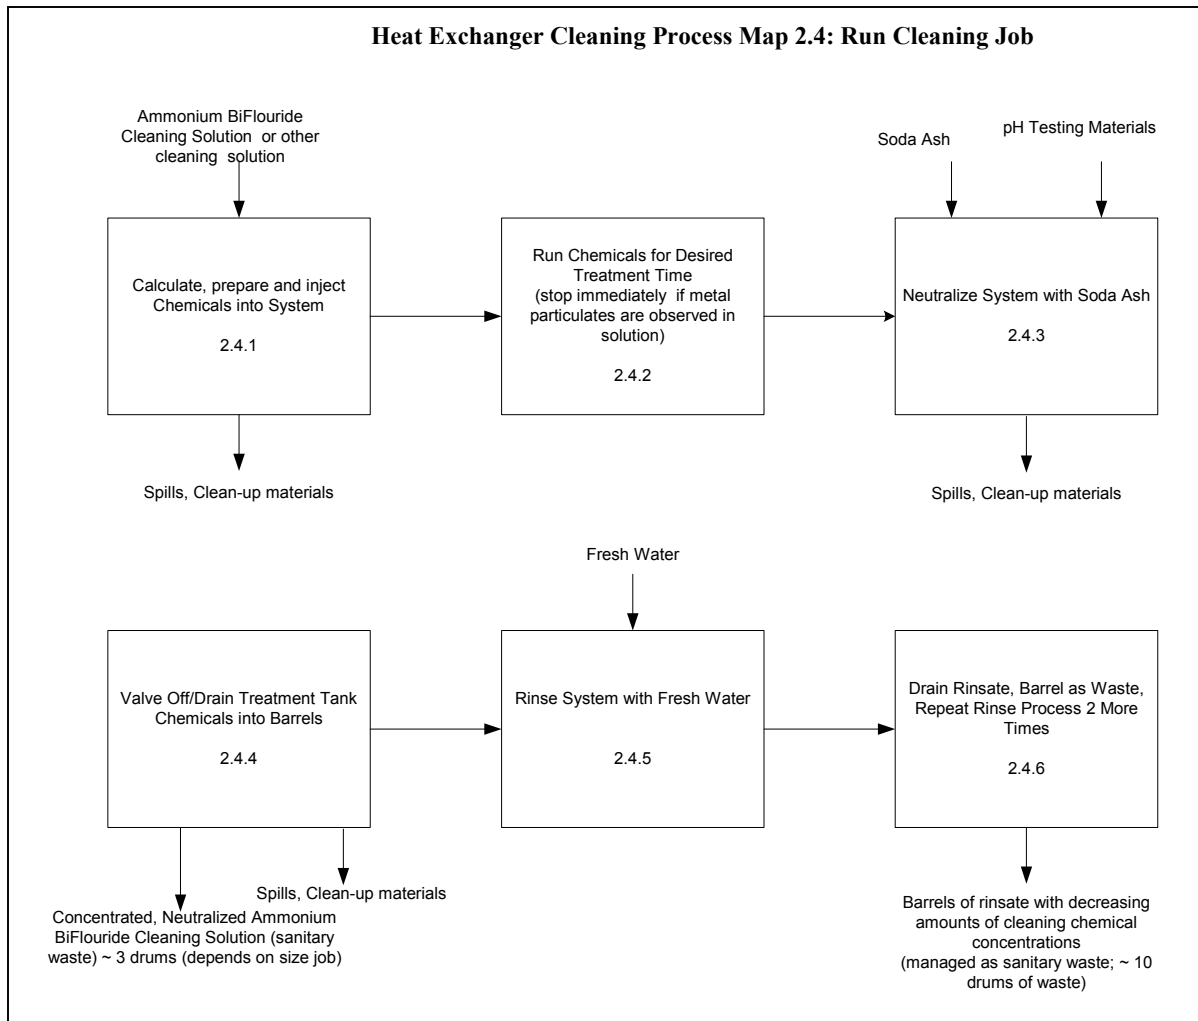 Heat Exchanger Cleaning Process Map 2.4: Run Cleaning Job
Ammonium BiFlouride
Cleaning Solution or other
cleaning solution
Soda Ash
pH Testing Materials
Calculate, prepare and inject
Chemicals into System
2.4.1
Run Chemicals for Desired
Treatment Time
(stop immediately if metal
particulates are observed in
solution)
2.4.2
Neutralize System with Soda Ash
2.4.3
Spills, Clean-up materials
Spills, Clean-up materials
Fresh Water
Valve Off/Drain Treatment Tank
Chemicals into Barrels
2.4.4
Rinse System with Fresh Water
2.4.5
Drain Rinsate, Barrel as Waste,
Repeat Rinse Process 2 More
Times
2.4.6
Spills, Clean-up materials
Concentrated, Neutralized Ammonium
BiFlouride Cleaning Solution (sanitary
waste) ~ 3 drums (depends on size job)
Barrels of rinsate with decreasing
amounts of cleaning chemical
concentrations
(managed as sanitary waste; ~ 10
drums of waste)